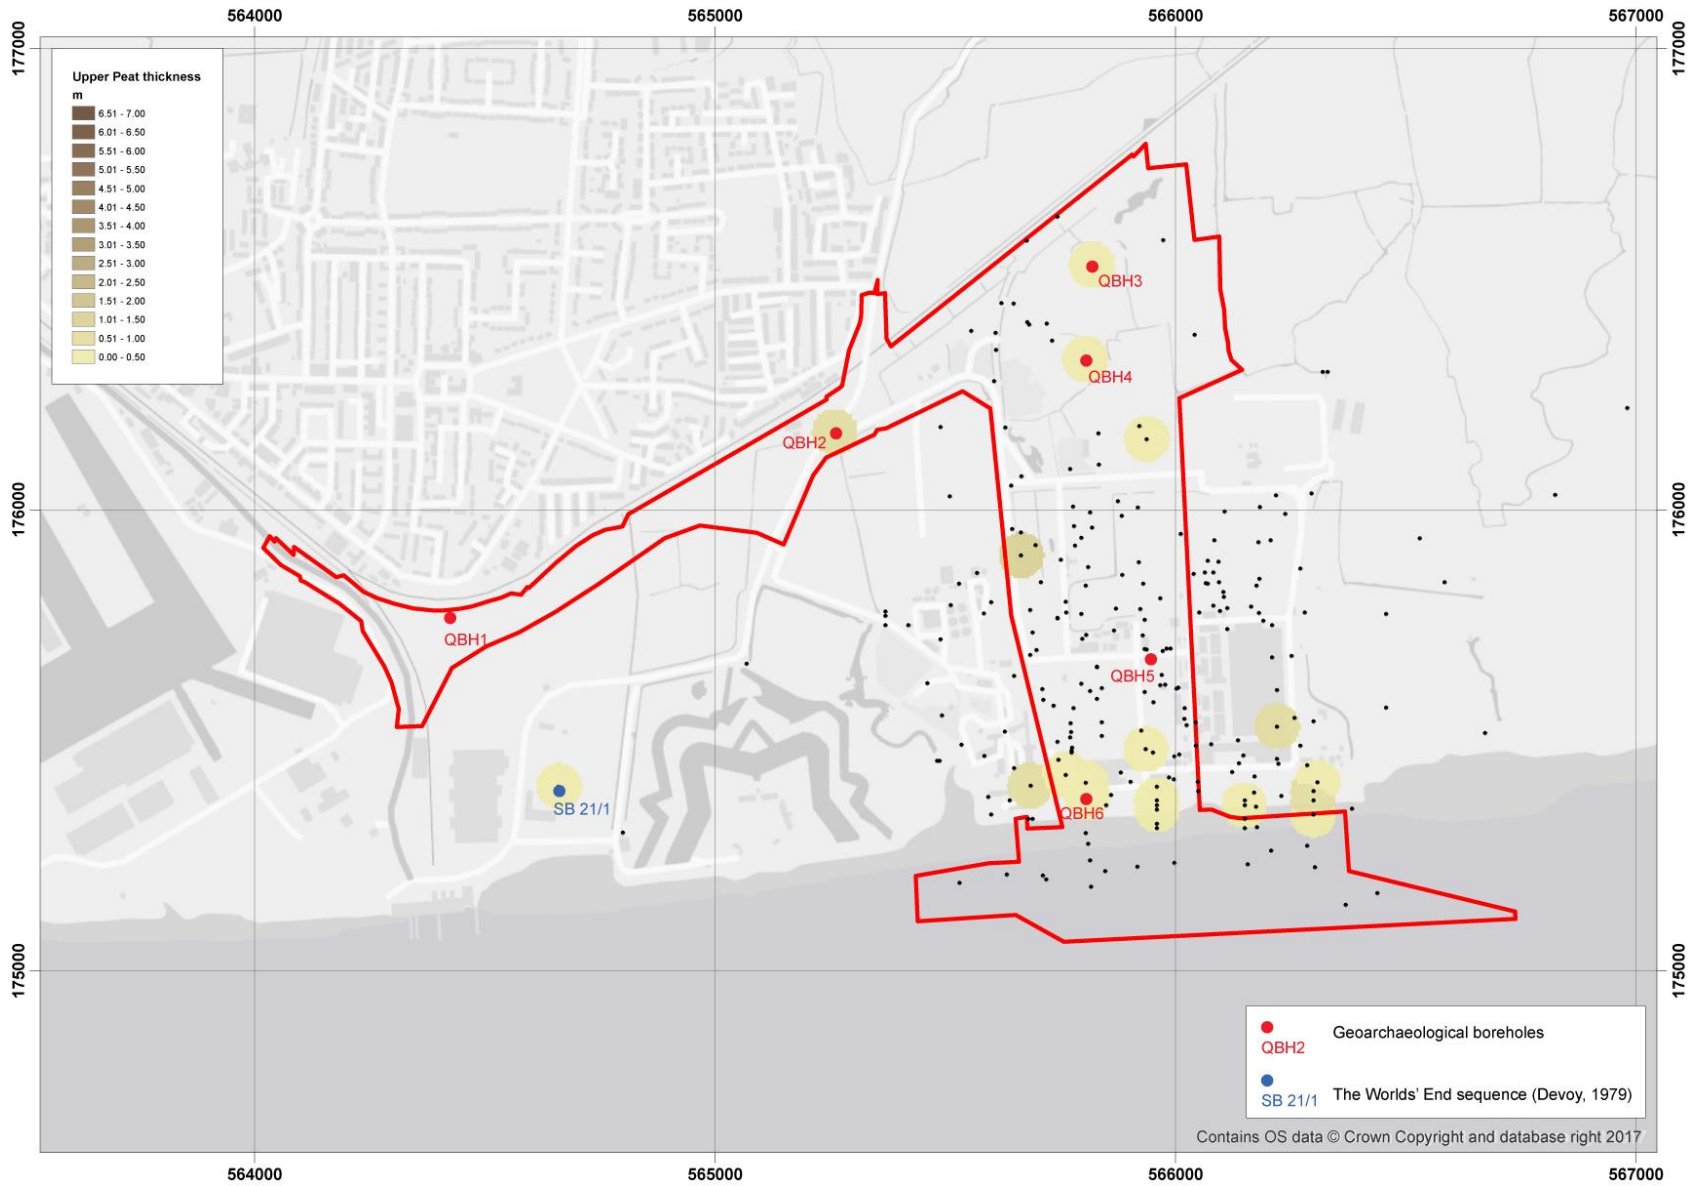 564000
565000
566000
567000
177000
177000
Upper Peat thickness
m
6.51 - 7.00
6.01 - 6.50
5.51 - 6.00
5.01 - 5.50
4.51 - 5.00
4.01 - 4.50
3.51 - 4.00
3.01 - 3.50
2.51 - 3.00
2.01 - 2.50
1.51 - 2.00
1.01 - 1.50
0.51 - 1.00
0.00 - 0.50
QBH3
QBH4
QBH2
176000
176000
QBH1
QBH5
SB 21/1
QBH6
175000
175000
Geoarchaeological boreholes
QBH2
The Worlds' End sequence (Devoy, 1979)
SB 21/1
Contains OS data © Crown Copyright and database right 2017
564000
565000
566000
567000